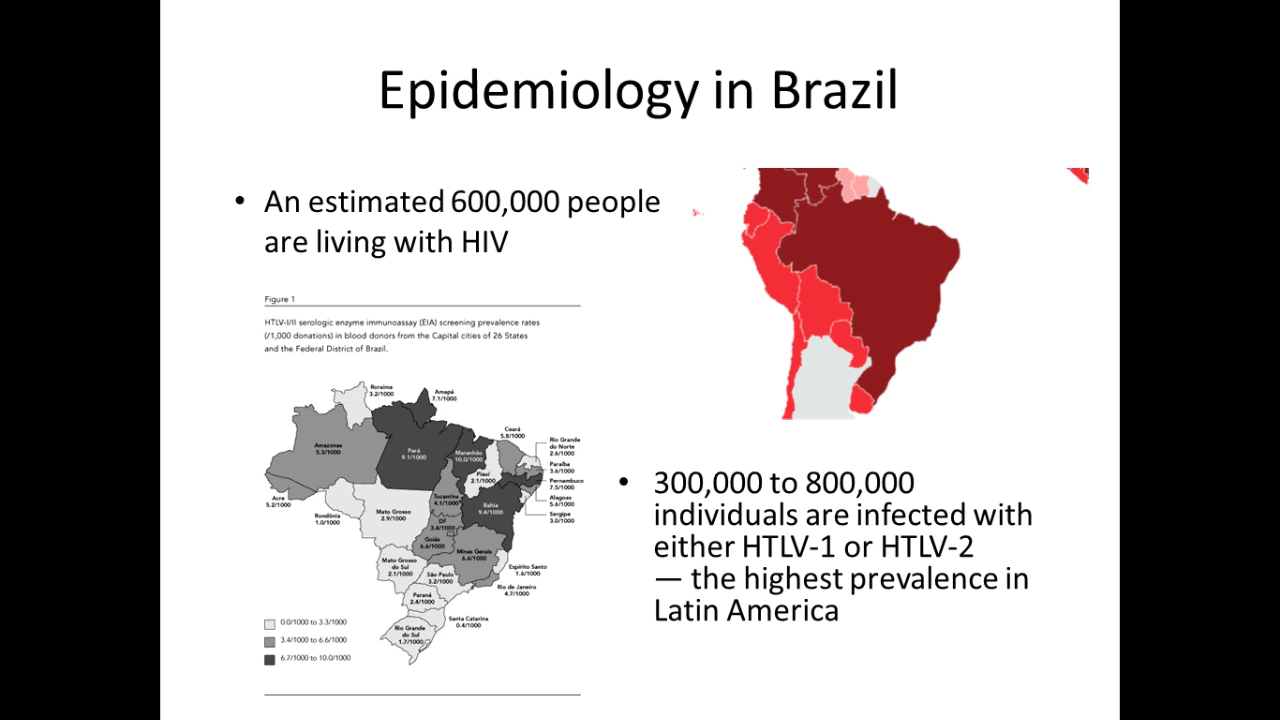 Epidemiology in Brazil
• An estimated 600,000 people
are living with HIV
Figure 1
HTLV-I/II serologic enzyme immunoassay (EIA) screening prevalence rates
(/1,000 donations) in blood donors from the Capital cities of 26 States
and the Federal District of Brazil.
Roraima
3.2/1000
Amapá
7.1/1000
Amazonas
5.3/1000
Pará
9.1/1000
Maranhão
10.0/1000
Ceará
5.8/1000
Piauí
2.1/1000
Rio Grande
do Norte
2.6/1000
Paraíba
3.6/1000
Pernambuco
7.5/1000
Alagoas
5.6/1000
Sergipe
3.0/1000
Acre
5.2/1000
Rondônia
1.0/1000
Mato Grosso
2.9/1000
Tocantins
4.1/1000
Bahia
9.4/1000
DF
3.6/1000
Goiás
6.6/1000
Minas Gerais
6.6/1000
Mato Grosso
do Sul
2.1/1000
São Paulo
3.2/1000
Espírito Santo
1.6/1000
Rio de Janeiro
4.7/1000
Paraná
2.4/1000
Santa Catarina
0.4/1000
Rio Grande
do Sul
1.7/1000
0.0/1000 to 3.3/1000
3.4/1000 to 6.6/1000
6.7/1000 to 10.0/1000
• 300,000 to 800,000
individuals are infected with
either HTLV-1 or HTLV-2
— the highest prevalence in
Latin America